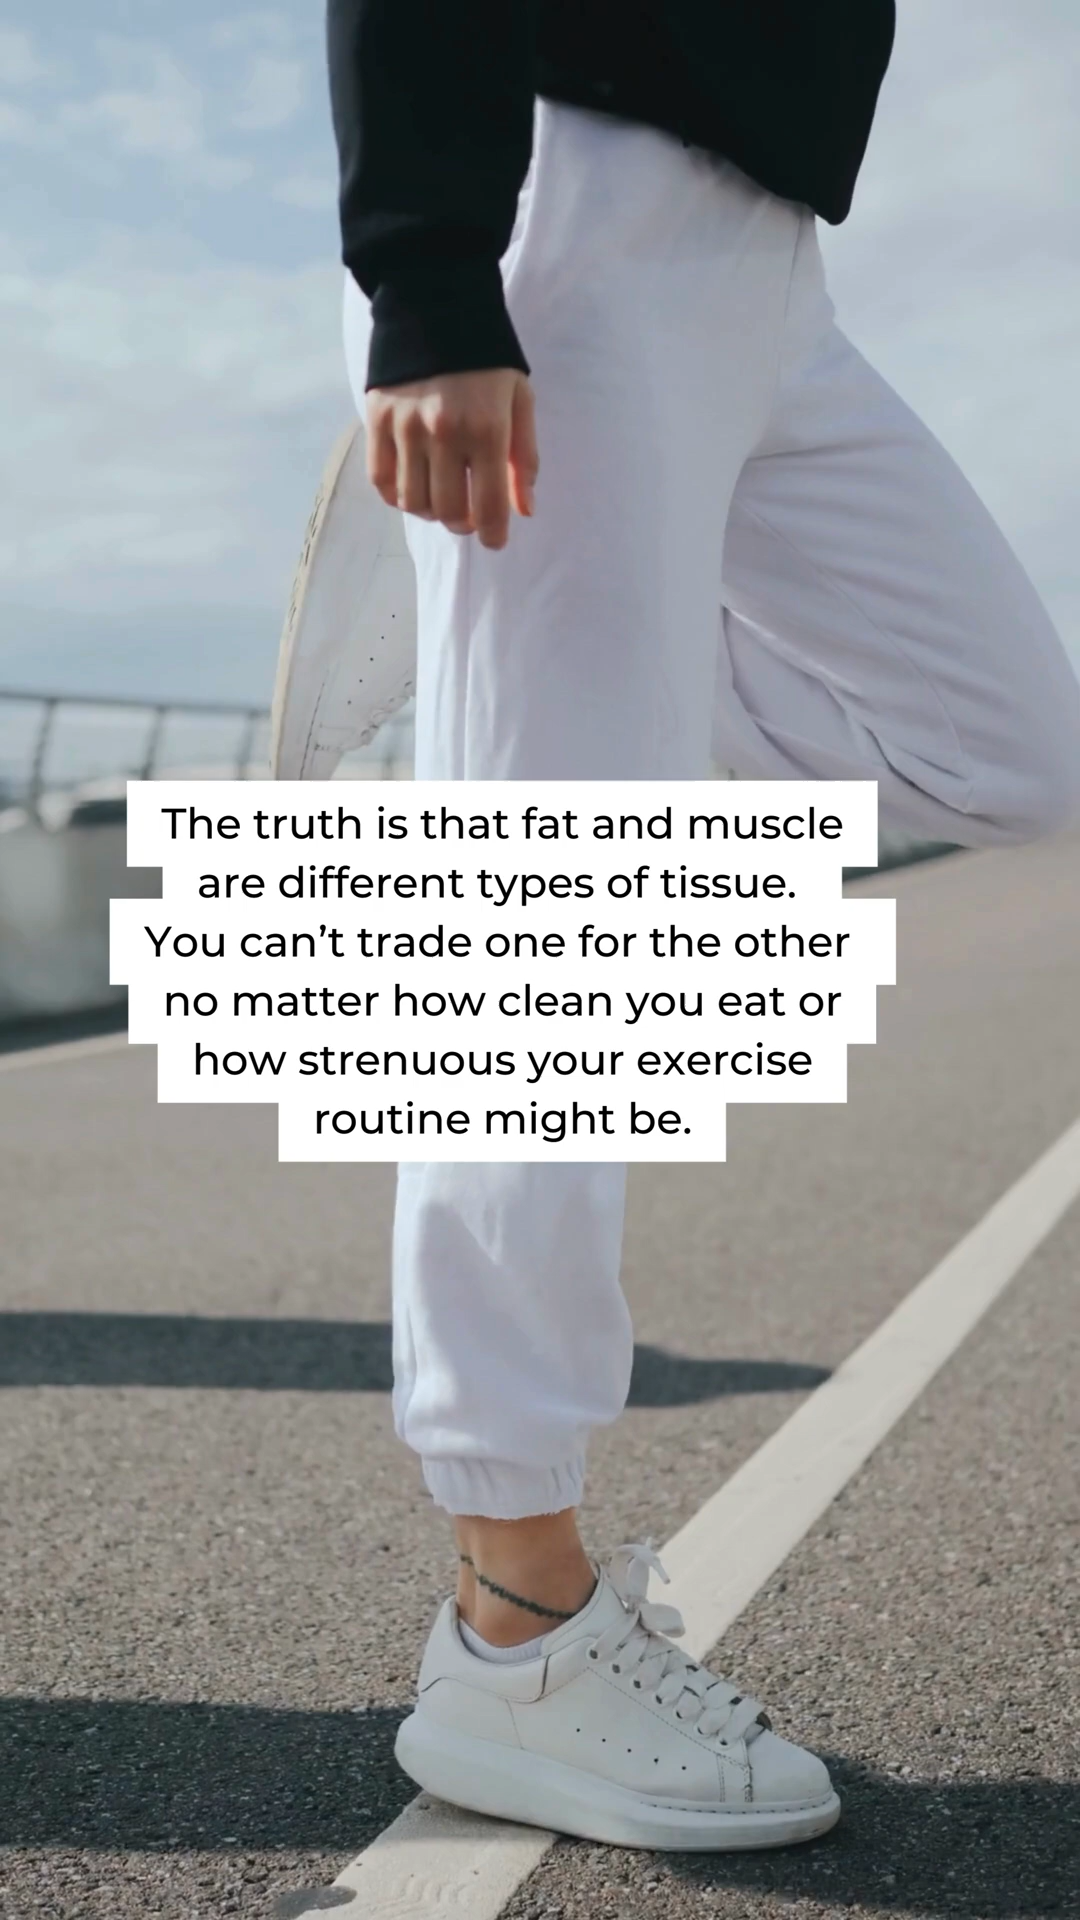 The truth is that fat and muscle
are different types of tissue.
You can’t trade one for the other
no matter how clean you eat or
how strenuous your exercise
routine might be.